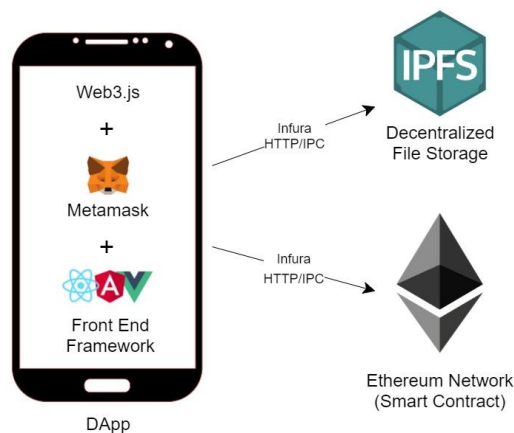 Web3.js
+
Metamask
+
A
Front End
Framework
DApp
Infura
HTTP/IPC
IPFS
Decentralized
File Storage
Infura
HTTP/IPC
Ethereum Network
(Smart Contract)